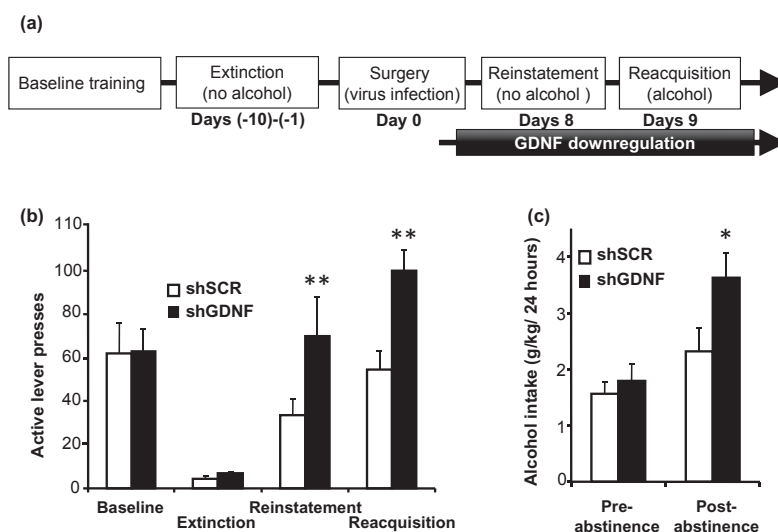 (a)
Baseline training
Extinction
(no alcohol)
Surgery
(virus infection)
Reinstatement
(no alcohol )
Reacquisition
(alcohol)
Days (-10)-(-1)
Day 0
Days 8
Days 9
GDNF downregulation
(b)
110
100
80
60
40
20
0
Active lever presses
shSCR
shGDNF
**
**
Baseline
Extinction
Reinstatement
Reacquisition
(c)
4
3
2
1
0
Alcohol intake (g/kg/ 24 hours)
shSCR
shGDNF
*
Pre-
abstinence
Post-
abstinence